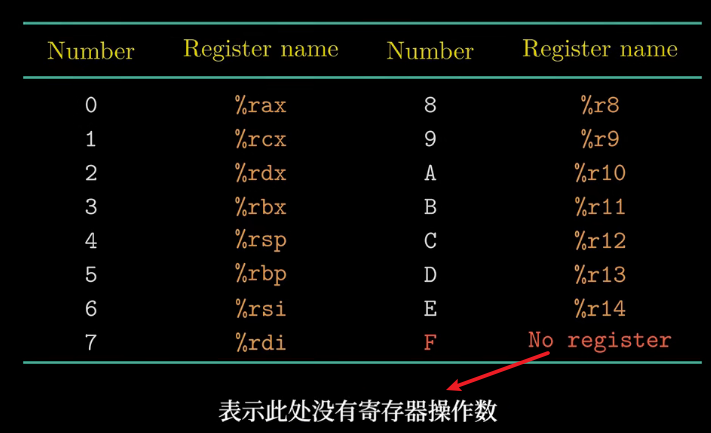 Number Register name Number Register name
0 %rax 8 %r8
1 %rcx 9 %r9
2 %rdx A %r10
3 %rbx B %r11
4 %rsp C %r12
5 %rbp D %r13
6 %rsi E %r14
7 %rdi F No register
表示此处没有寄存器操作数